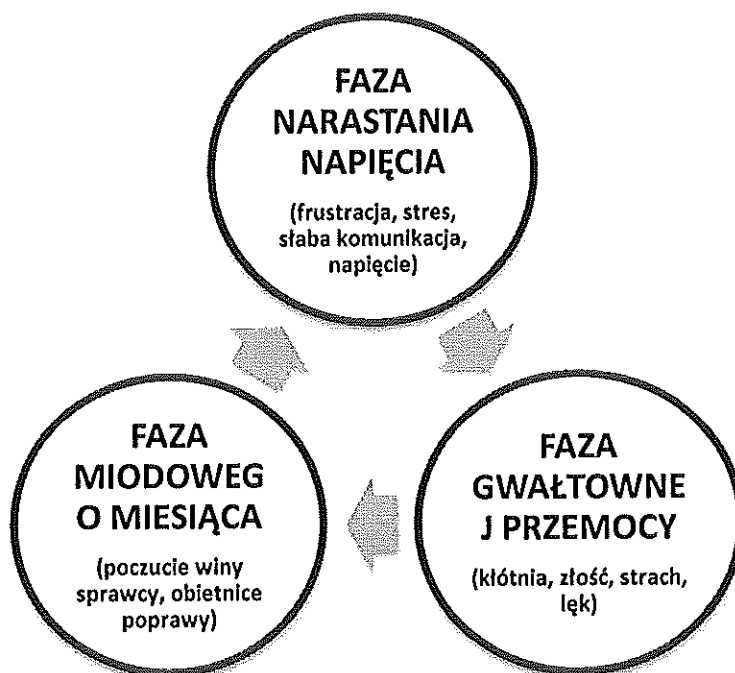 FAZA
NARASTANIA
NAPIĘCIA
(frustracja, stres,
słaba komunikacja,
napięcie)
FAZA
MIODOWEG
O MIESIĄCA
(poczucie winy
sprawcy, obietnice
poprawy)
FAZA
GWAŁTOWNE
J PRZEMOCY
(kłótnia, złość, strach,
lęk)